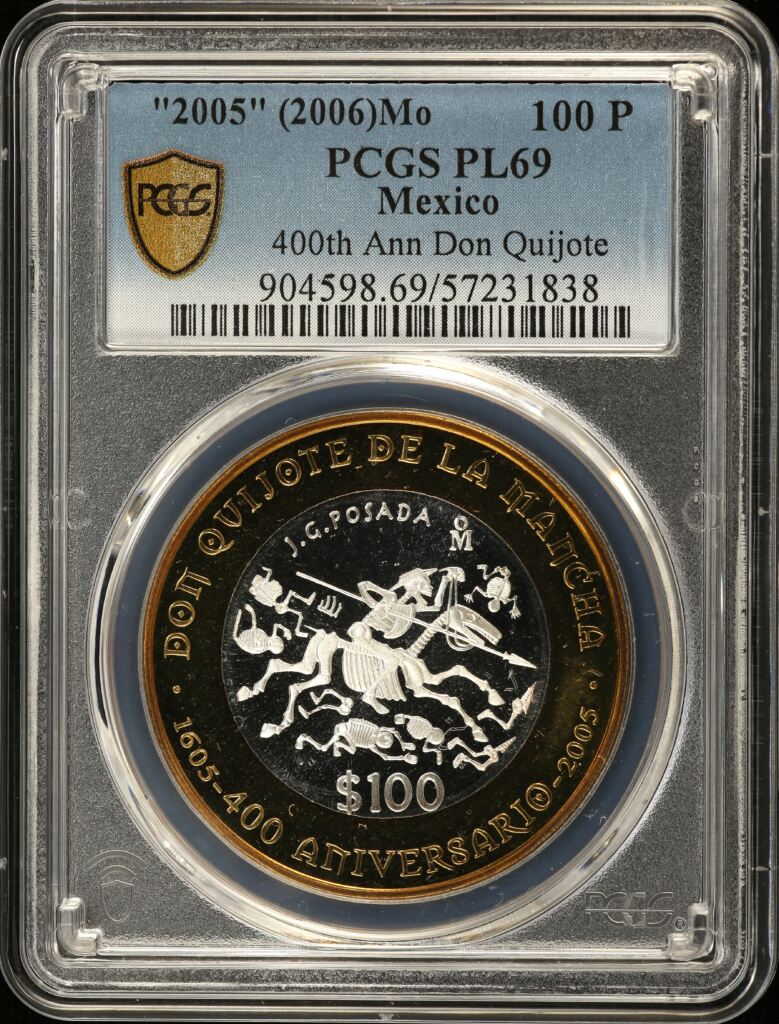 "2005" (2006)Mo 100 P
PCGS PL69
Mexico
400th Ann Don Quijote
904598.69/57231838
PCGS
DON QUIJOTE DE LA MANCHA
J.G.POSADA
Mo
$100
1605-400 ANIVERSARIO-2005
PCGS